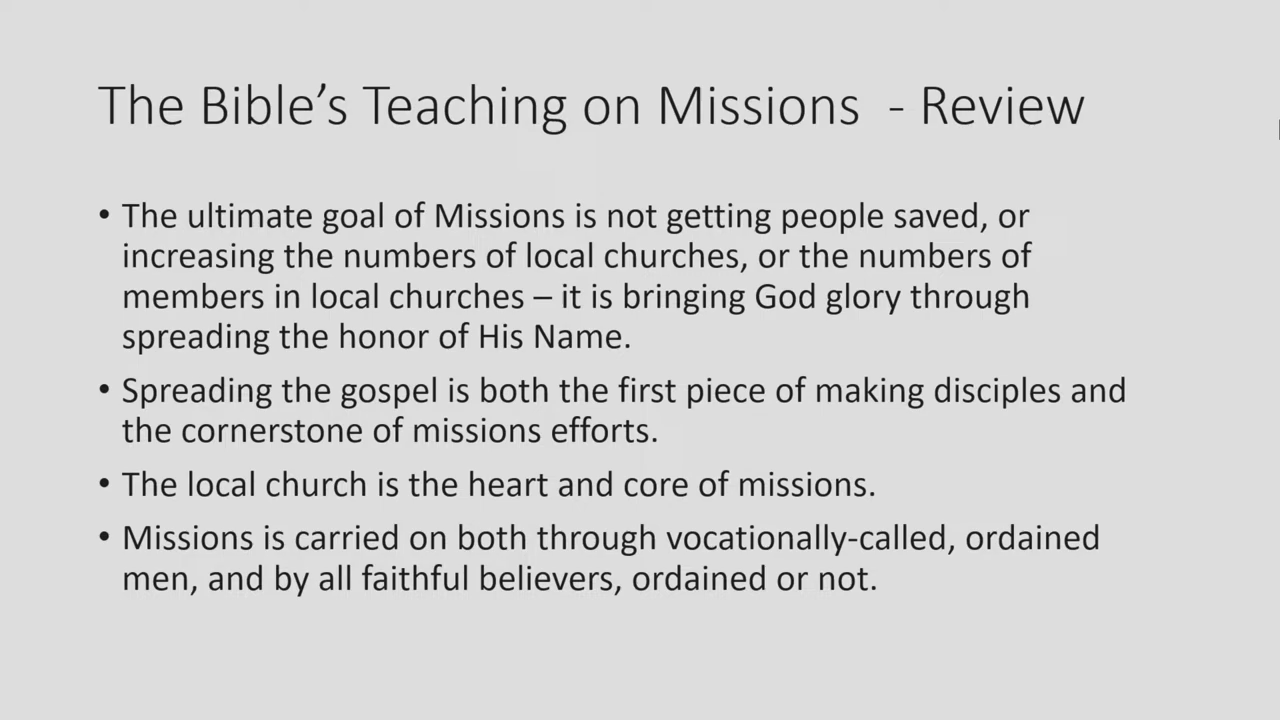 The Bible’s Teaching on Missions  - Review
• The ultimate goal of Missions is not getting people saved, or
increasing the numbers of local churches, or the numbers of
members in local churches – it is bringing God glory through
spreading the honor of His Name.
• Spreading the gospel is both the first piece of making disciples and
the cornerstone of missions efforts.
• The local church is the heart and core of missions.
• Missions is carried on both through vocationally-called, ordained
men, and by all faithful believers, ordained or not.